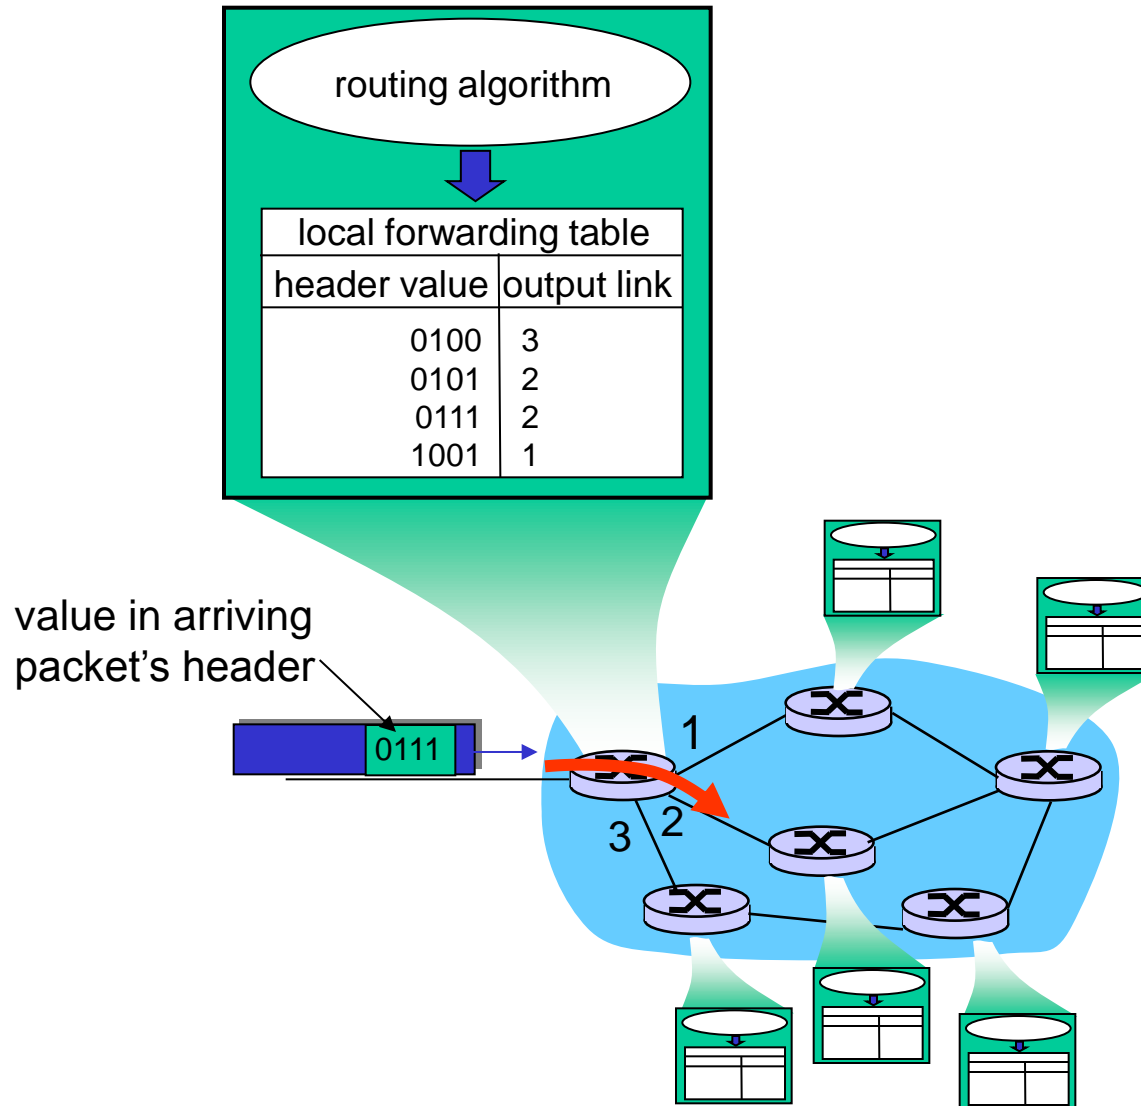 routing algorithm
local forwarding table
header value output link
0100 3
0101 2
0111 2
1001 1
value in arriving
packet’s header
0111
1
2
3